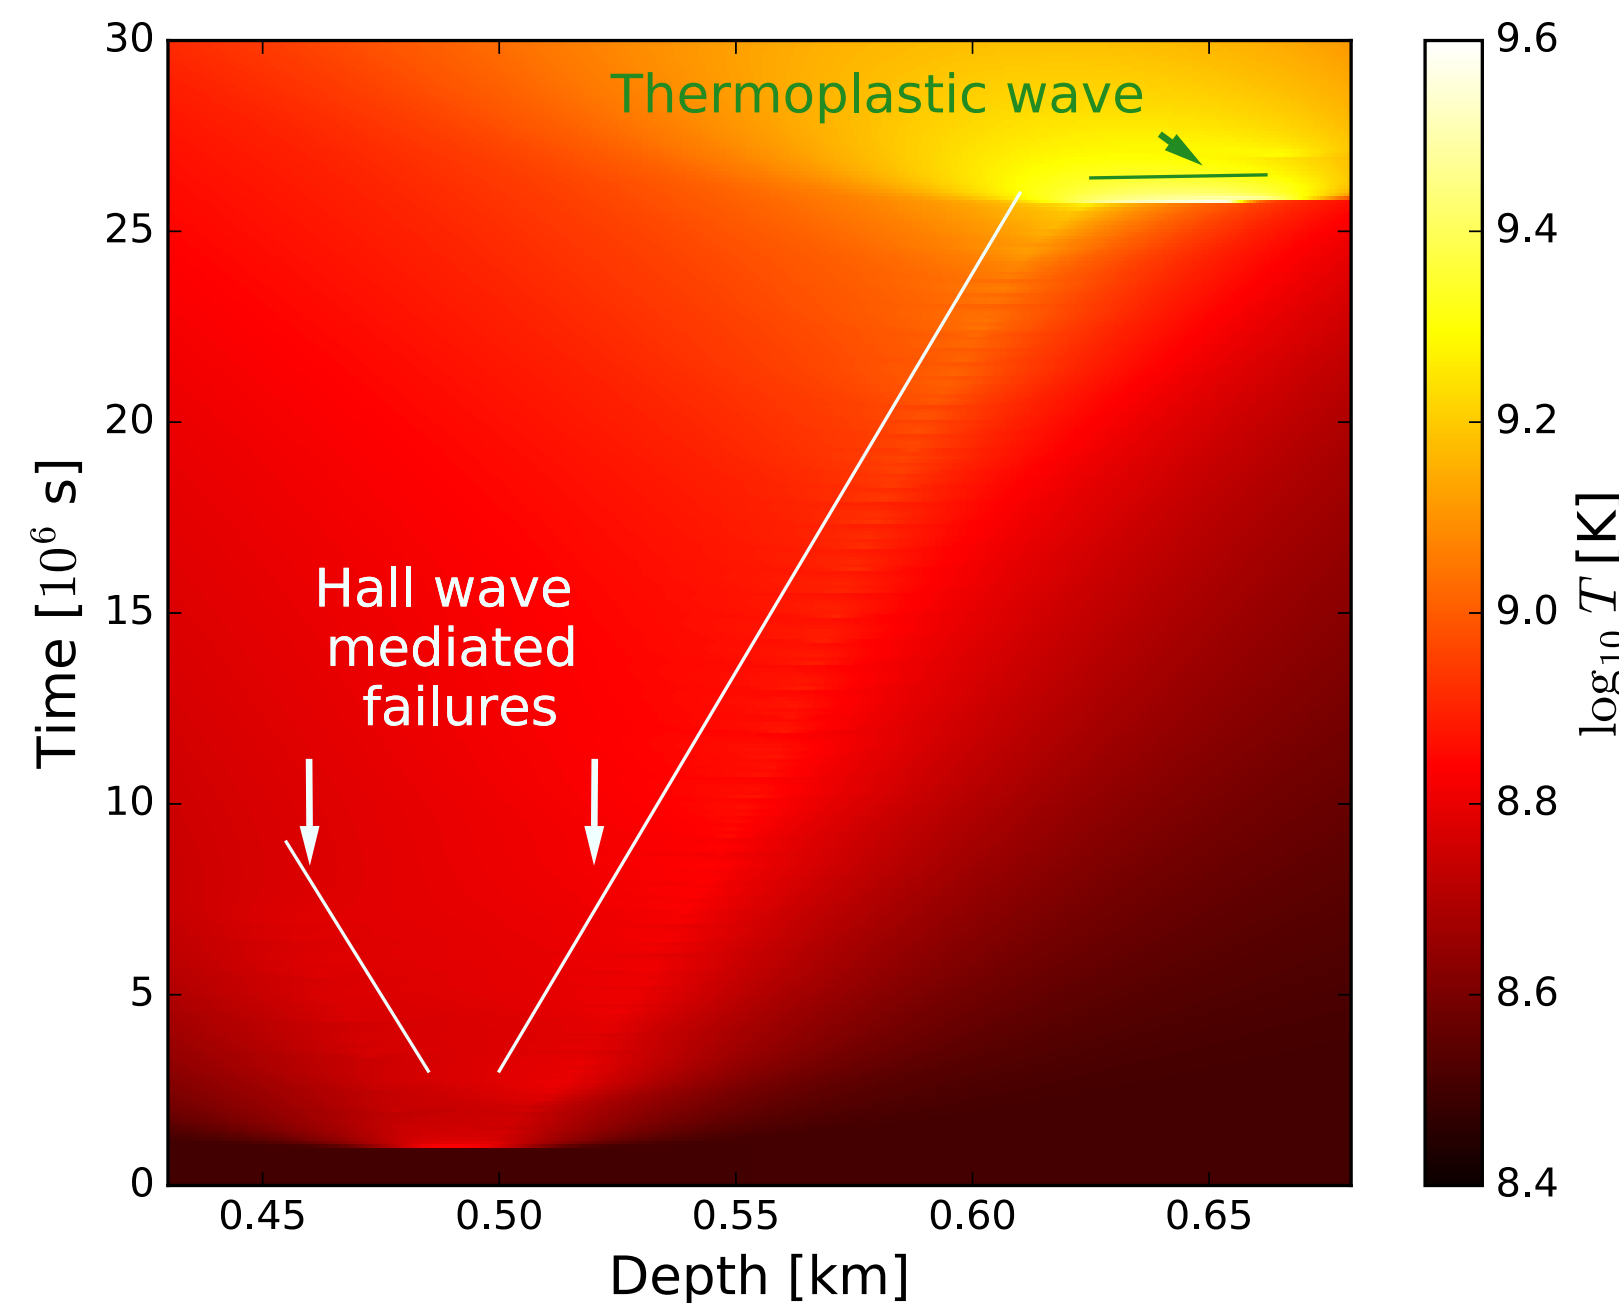 30
25
20
15
10
5
0
Time [10⁶ s]
0.45
0.50
0.55
0.60
0.65
Depth [km]
Thermoplastic wave
Hall wave
mediated
failures
9.6
9.4
9.2
9.0
8.8
8.6
8.4
log₁₀ T [K]